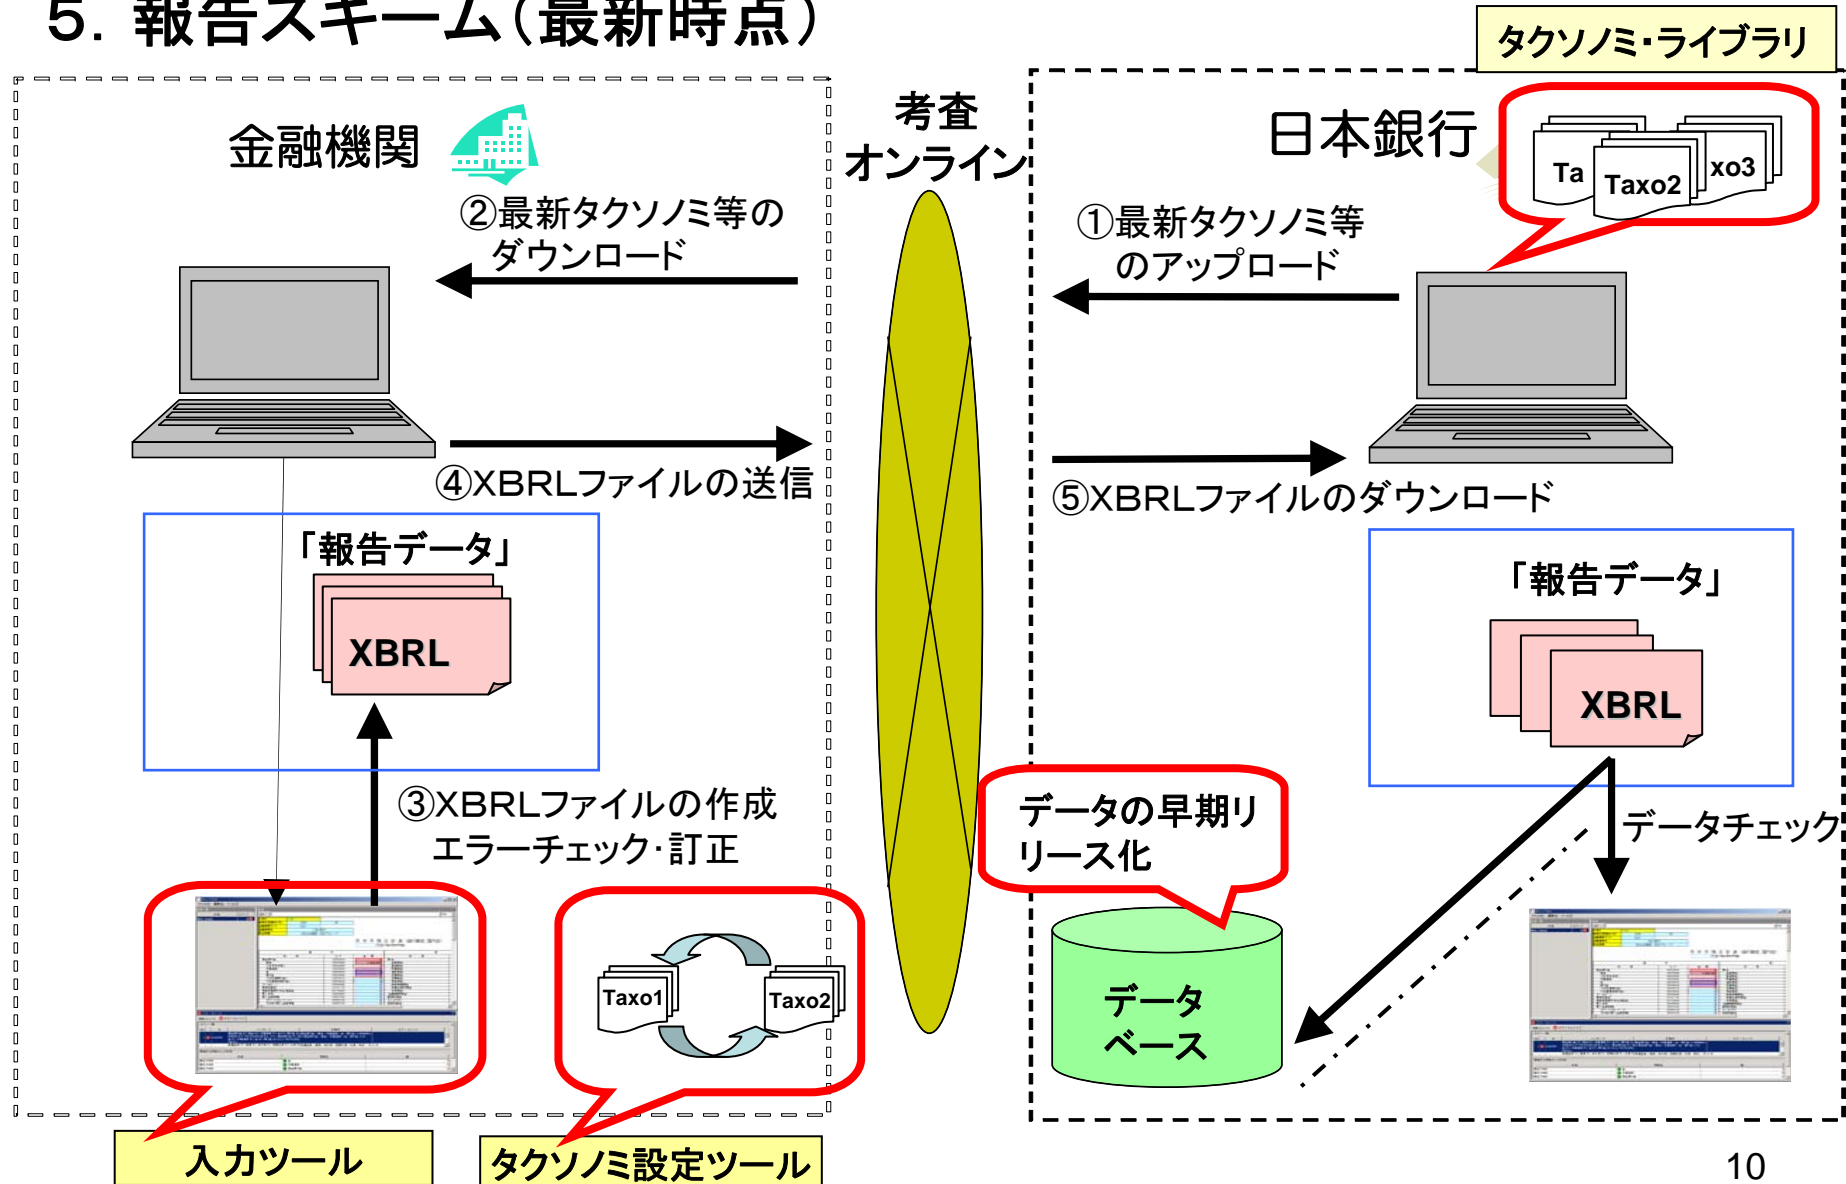 5．報告スキーム（最新時点）
タクソノミ・ライブラリ
金融機関
考査
オンライン
日本銀行
Ta
Taxo2
xo3
②最新タクソノミ等の
ダウンロード
①最新タクソノミ等
のアップロード
④XBRLファイルの送信
⑤XBRLファイルのダウンロード
「報告データ」
XBRL
「報告データ」
XBRL
③XBRLファイルの作成
エラーチェック・訂正
データの早期リ
リース化
データチェック
Taxo1
Taxo2
データ
ベース
入力ツール
タクソノミ設定ツール
10